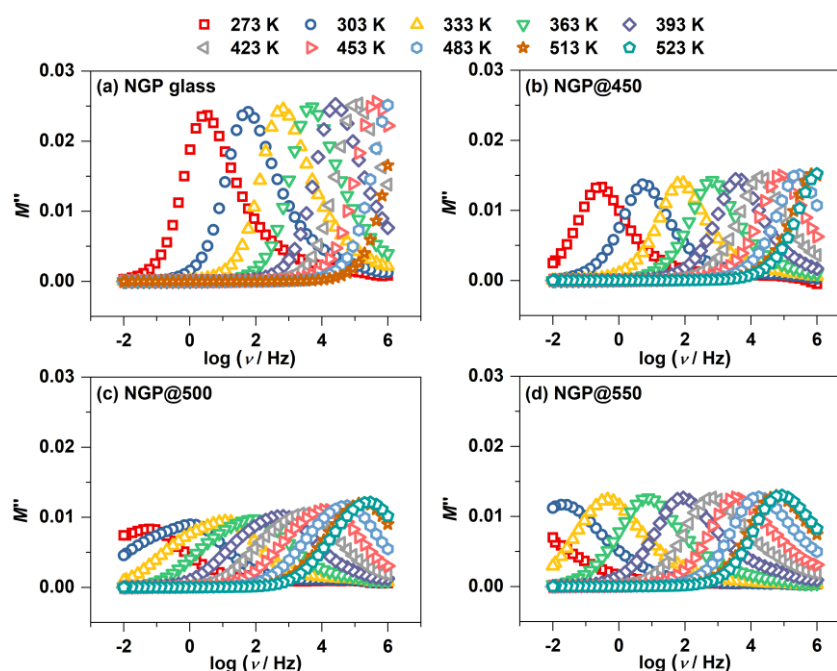 273 K 303 K 333 K 363 K 393 K
423 K 453 K 483 K 513 K 523 K
(a) NGP glass
0.03
0.02
0.01
0.00
M''
-2 0 2 4 6
log (ν / Hz)
(b) NGP@450
0.03
0.02
0.01
0.00
M''
-2 0 2 4 6
log (ν / Hz)
(c) NGP@500
0.03
0.02
0.01
0.00
M''
-2 0 2 4 6
log (ν / Hz)
(d) NGP@550
0.03
0.02
0.01
0.00
M''
-2 0 2 4 6
log (ν / Hz)